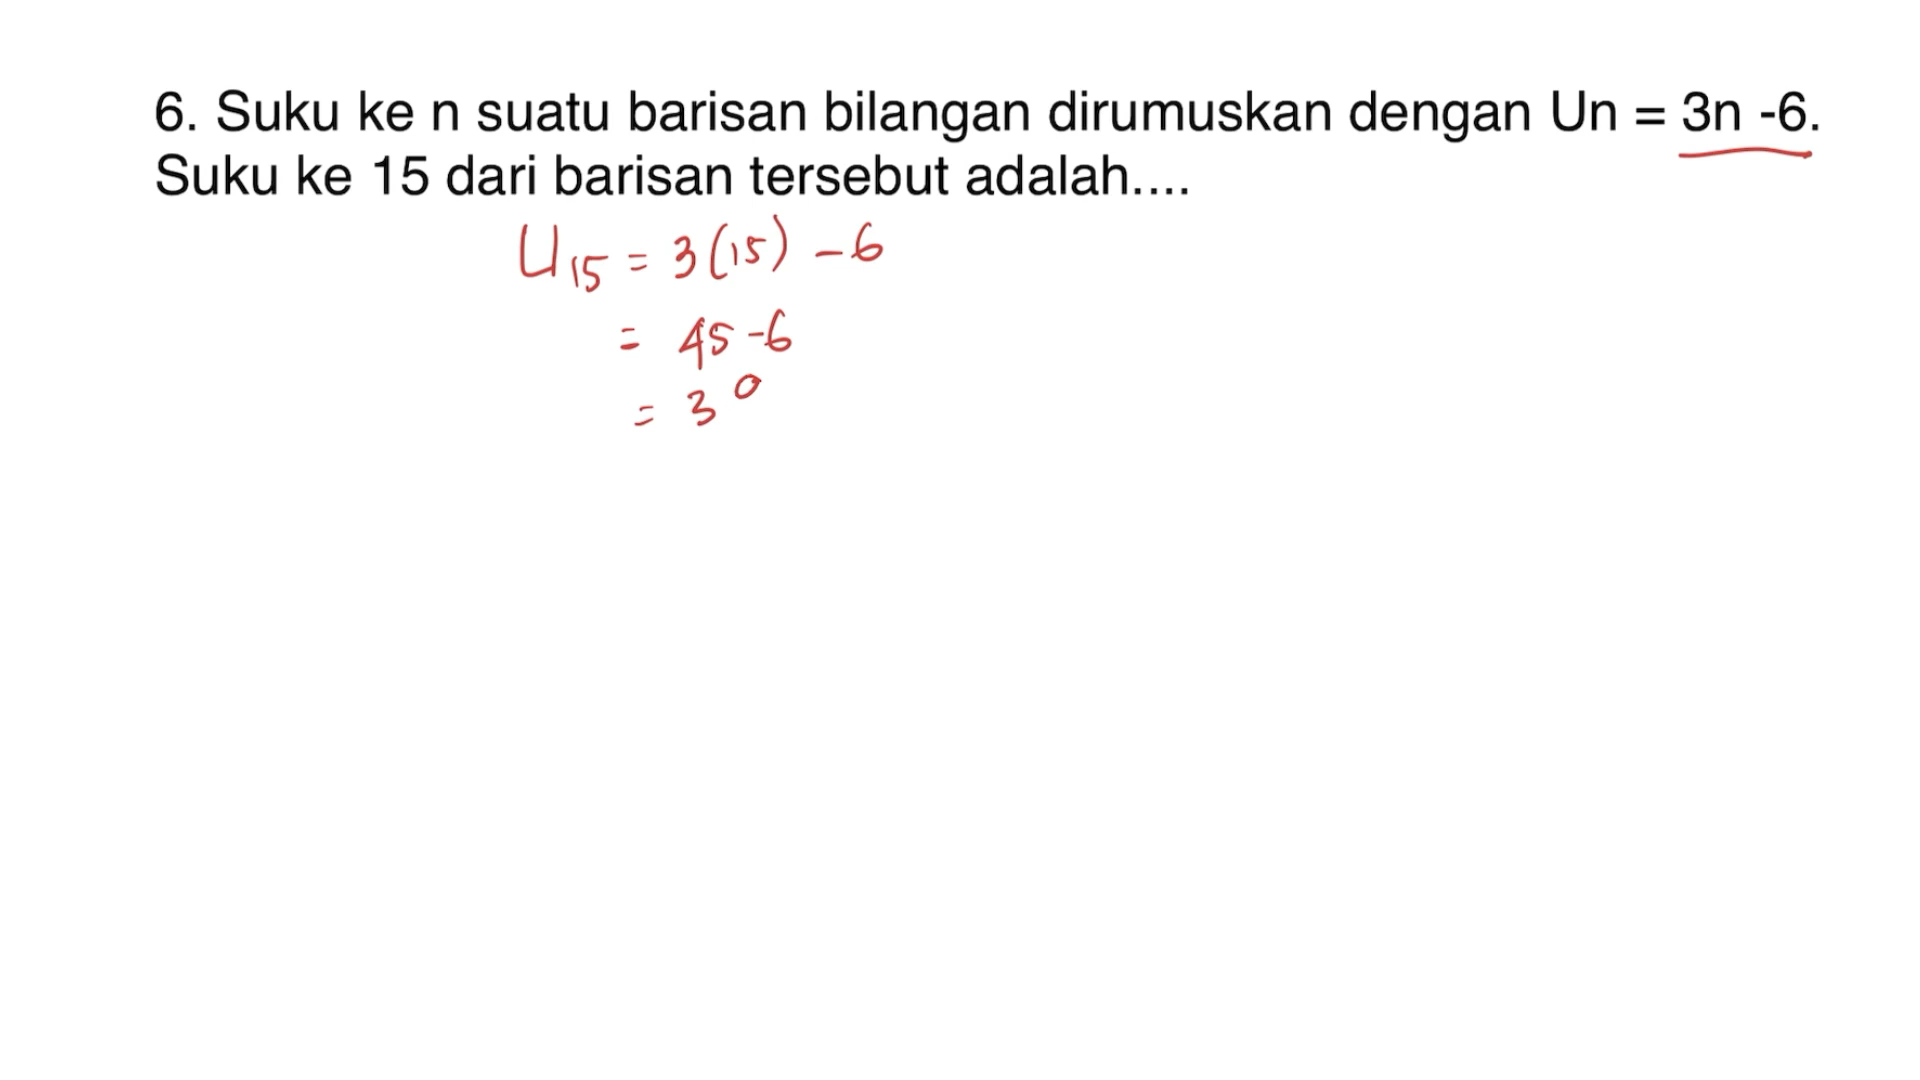 6. Suku ke n suatu barisan bilangan dirumuskan dengan Un = 3n -6.
Suku ke 15 dari barisan tersebut adalah....
U15 = 3(15) - 6
= 45 - 6
= 30